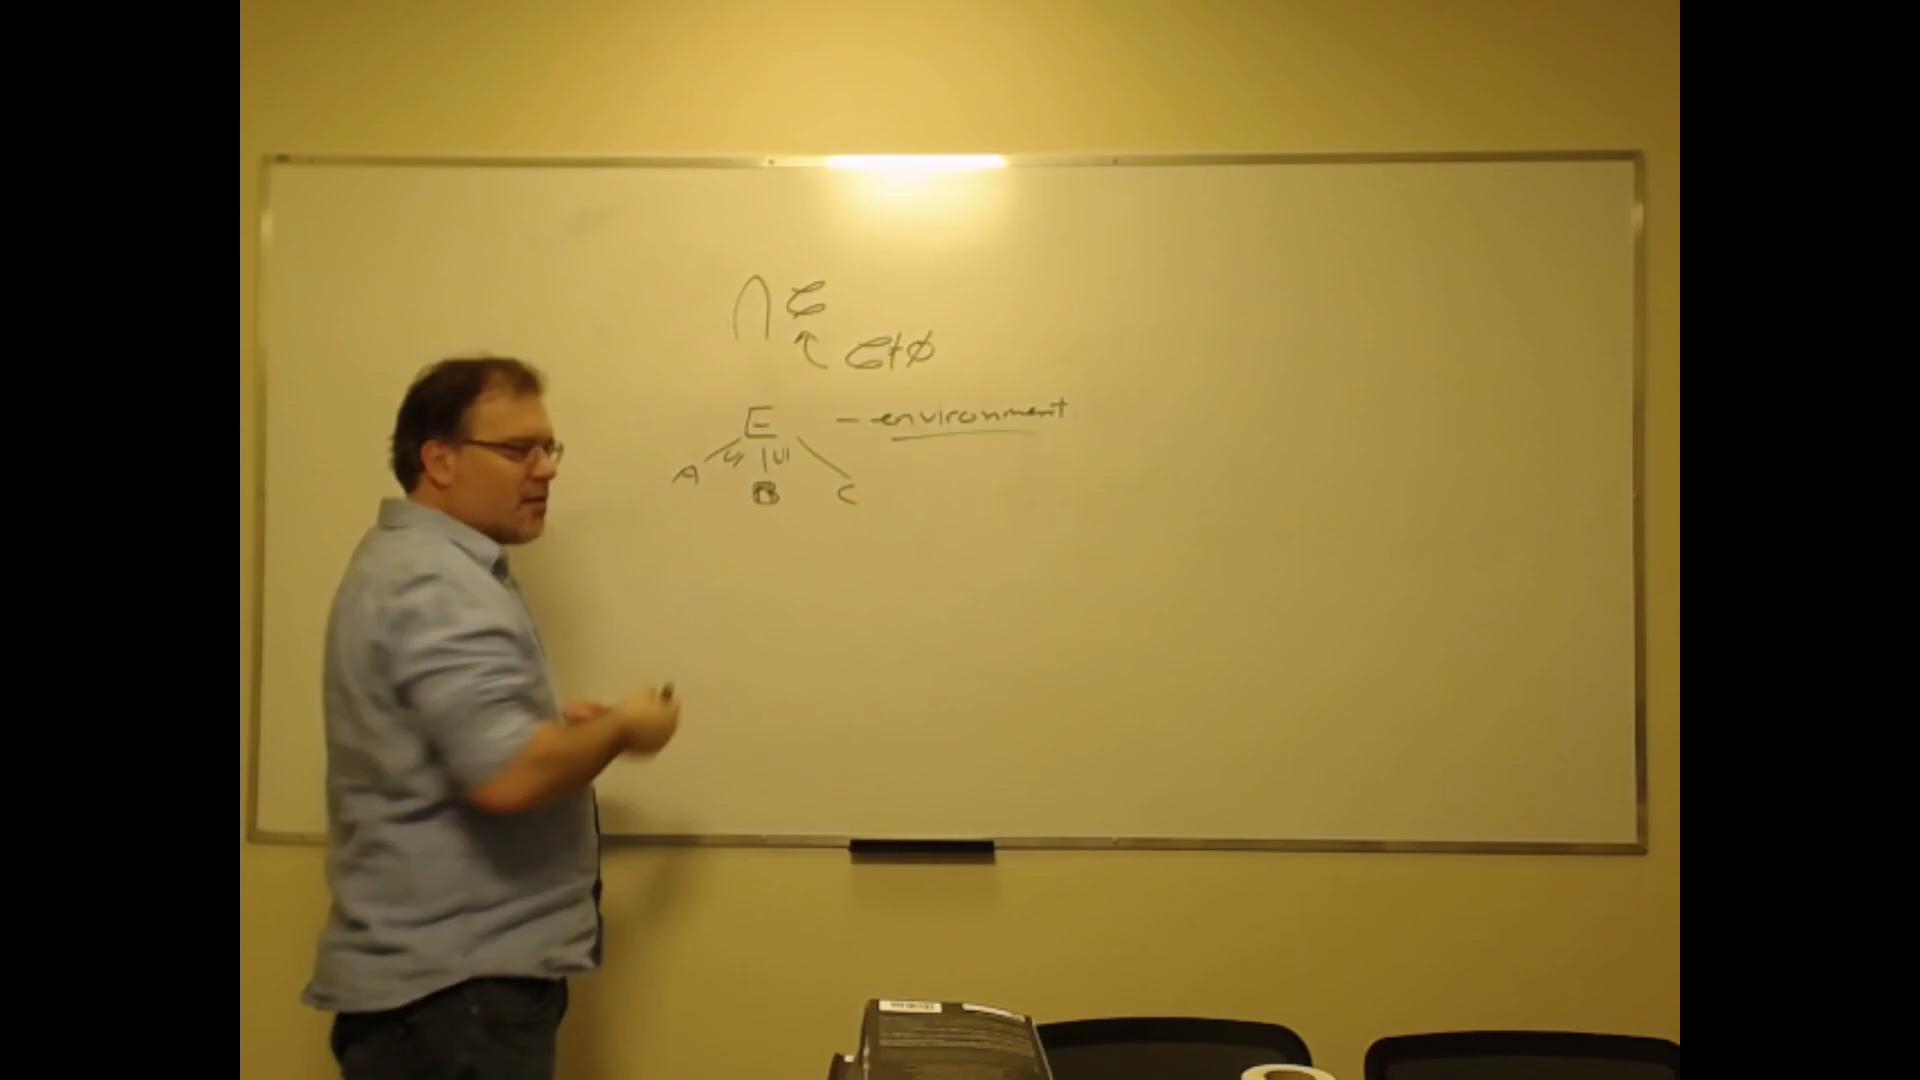 ∩ 𝒞
𝒞 ≠ ∅
E – environment
⊆ ⊆
A B C